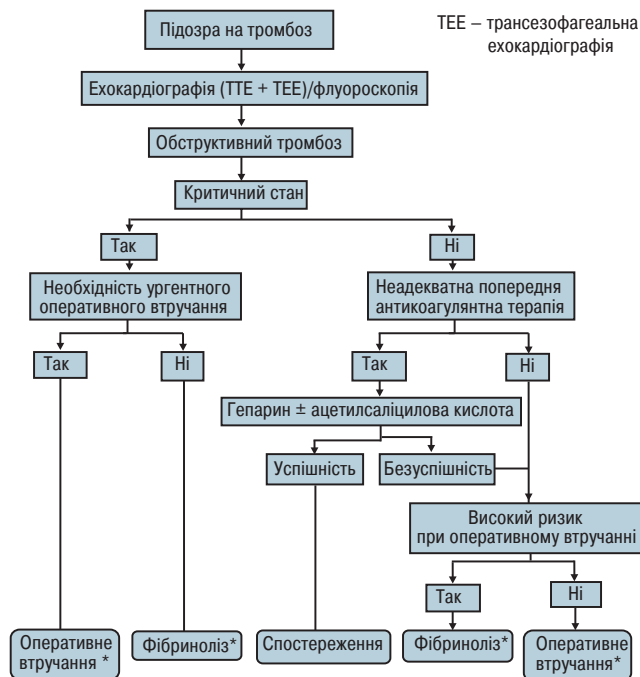 Підозра на тромбоз
ТЕЕ – трансезофагеальна
ехокардіографія
Ехокардіографія (ТТЕ + ТЕЕ)/флуороскопія
Обструктивний тромбоз
Критичний стан
Так
Ні
Необхідність ургентного
оперативного втручання
Неадекватна попередня
антикоагулянтна терапія
Так
Ні
Так
Ні
Гепарин ± ацетилсаліцилова кислота
Успішність
Безуспішність
Високий ризик
при оперативному втручанні
Так
Ні
Оперативне
втручання *
Фібриноліз*
Спостереження
Фібриноліз*
Оперативне
втручання*